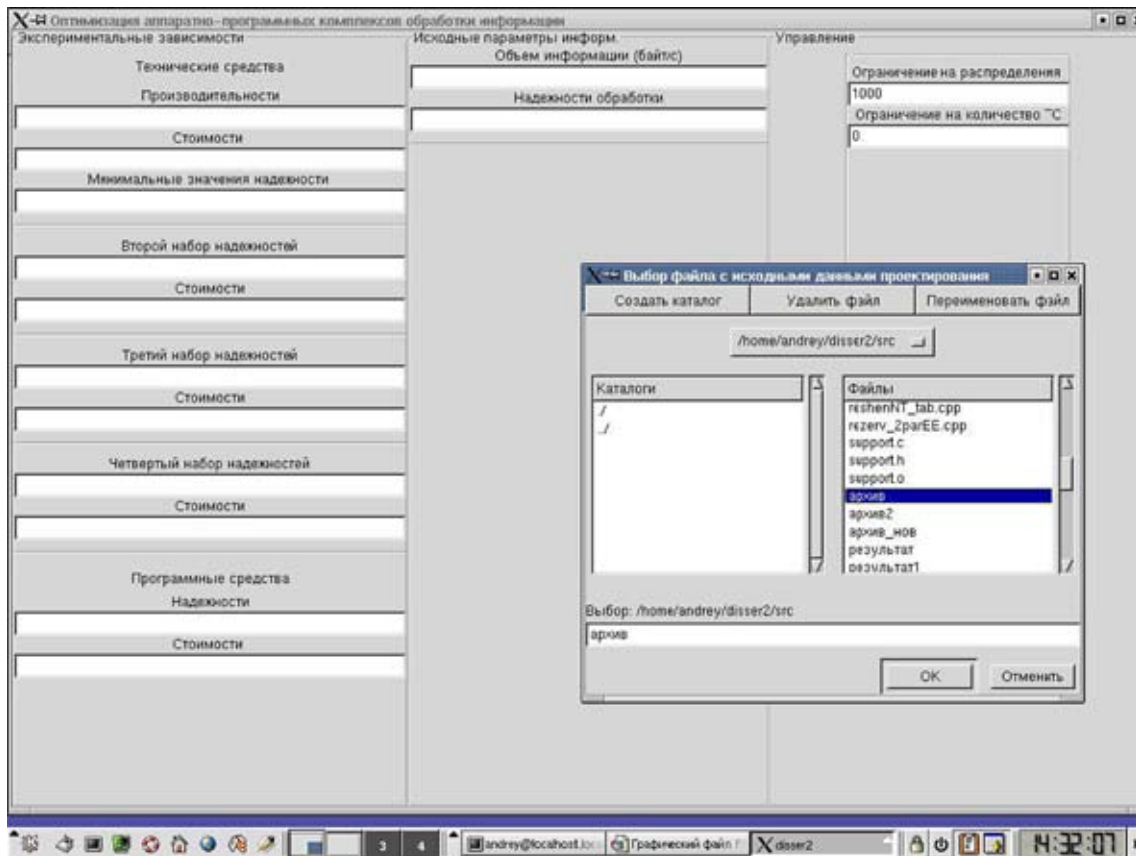 Оптимизация аппаратно-программных комплексов обработки информации
Экспериментальные зависимости
Технические средства
Производительности
Стоимости
Минимальные значения надежности
Второй набор надежностей
Стоимости
Третий набор надежностей
Стоимости
Четвертый набор надежностей
Стоимости
Программные средства
Надежности
Стоимости
Исходные параметры информ.
Объем информации (байт/с)
Надежности обработки
Управление
Ограничение на распределения
1000
Ограничение на количество ТС
0
Выбор файла с исходными данными проектирования
Создать каталог
Удалить файл
Переименовать файл
/home/andrey/disser2/src
Каталоги
./
../
Файлы
reshenNT_tab.cpp
rezerv_2parEE.cpp
support.c
support.h
support.o
архив
архив2
архив_нов
результат
результат1
Выбор: /home/andrey/disser2/src
архив
OK
Отменить
3
4
andrey@localhost.loc
Графический файл
disser2
14:32:07